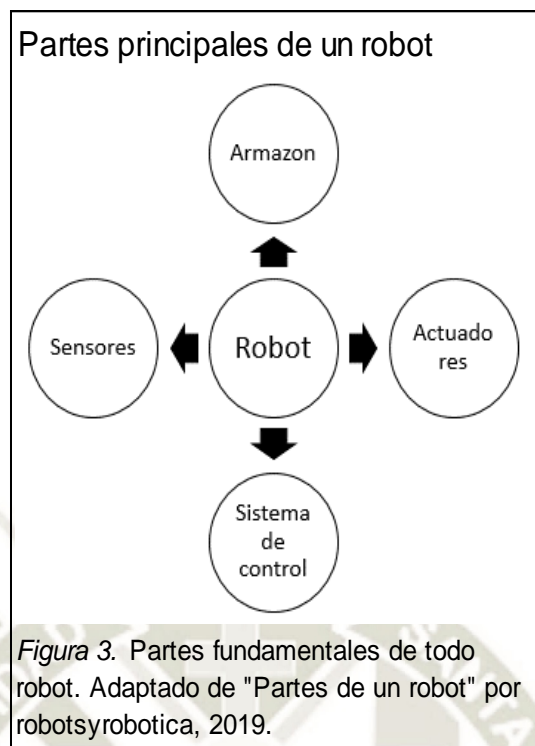 Partes principales de un robot
Armazon
Sensores
Robot
Actuado
res
Sistema
de
control
Figura 3. Partes fundamentales de todo
robot. Adaptado de "Partes de un robot" por
robotsyrobotica, 2019.